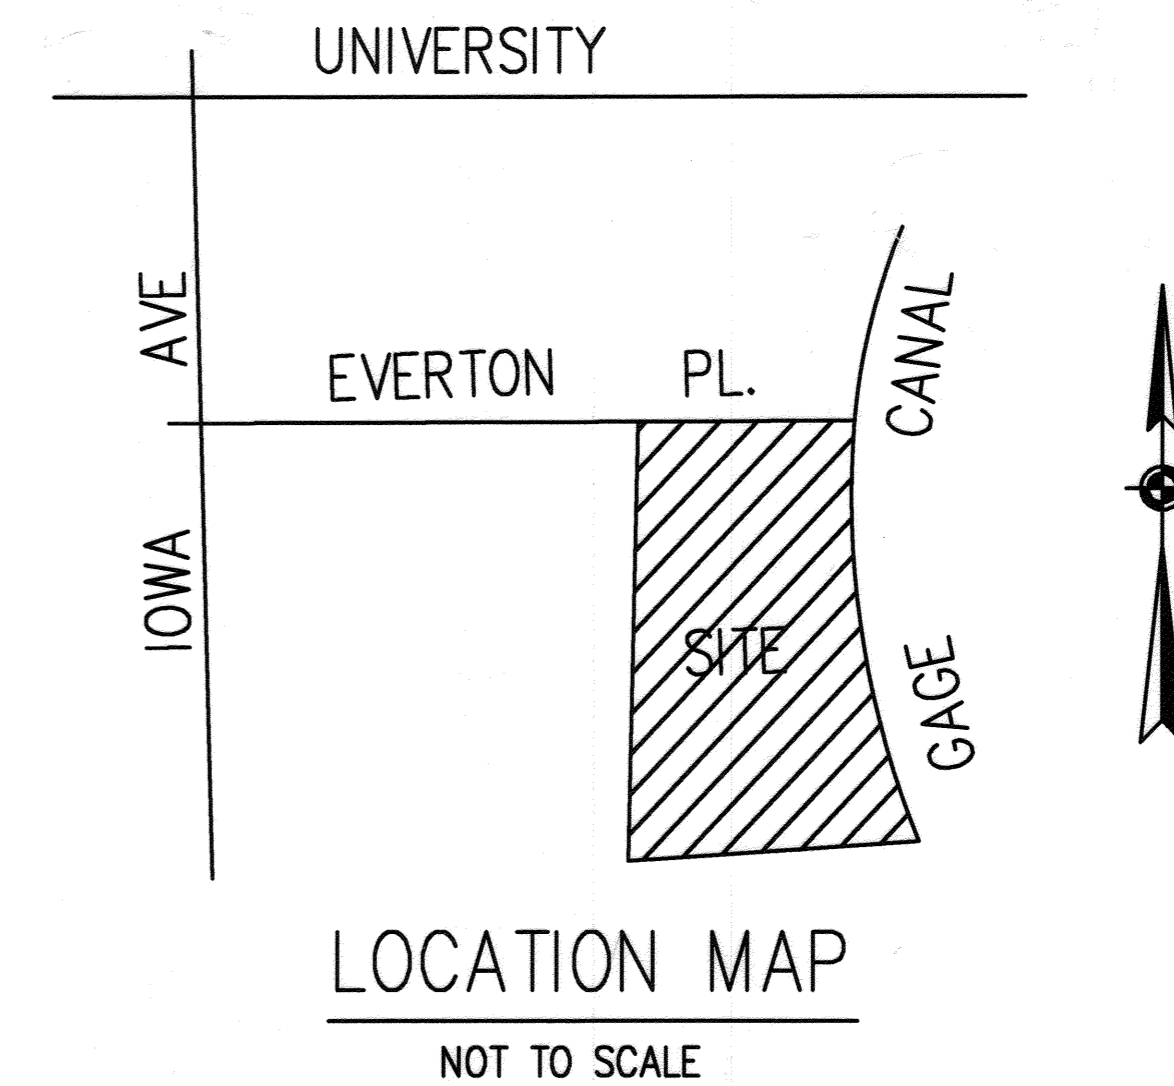 UNIVERSITY
IOWA AVE
EVERTON PL.
GAGE CANAL
SITE
LOCATION MAP
NOT TO SCALE